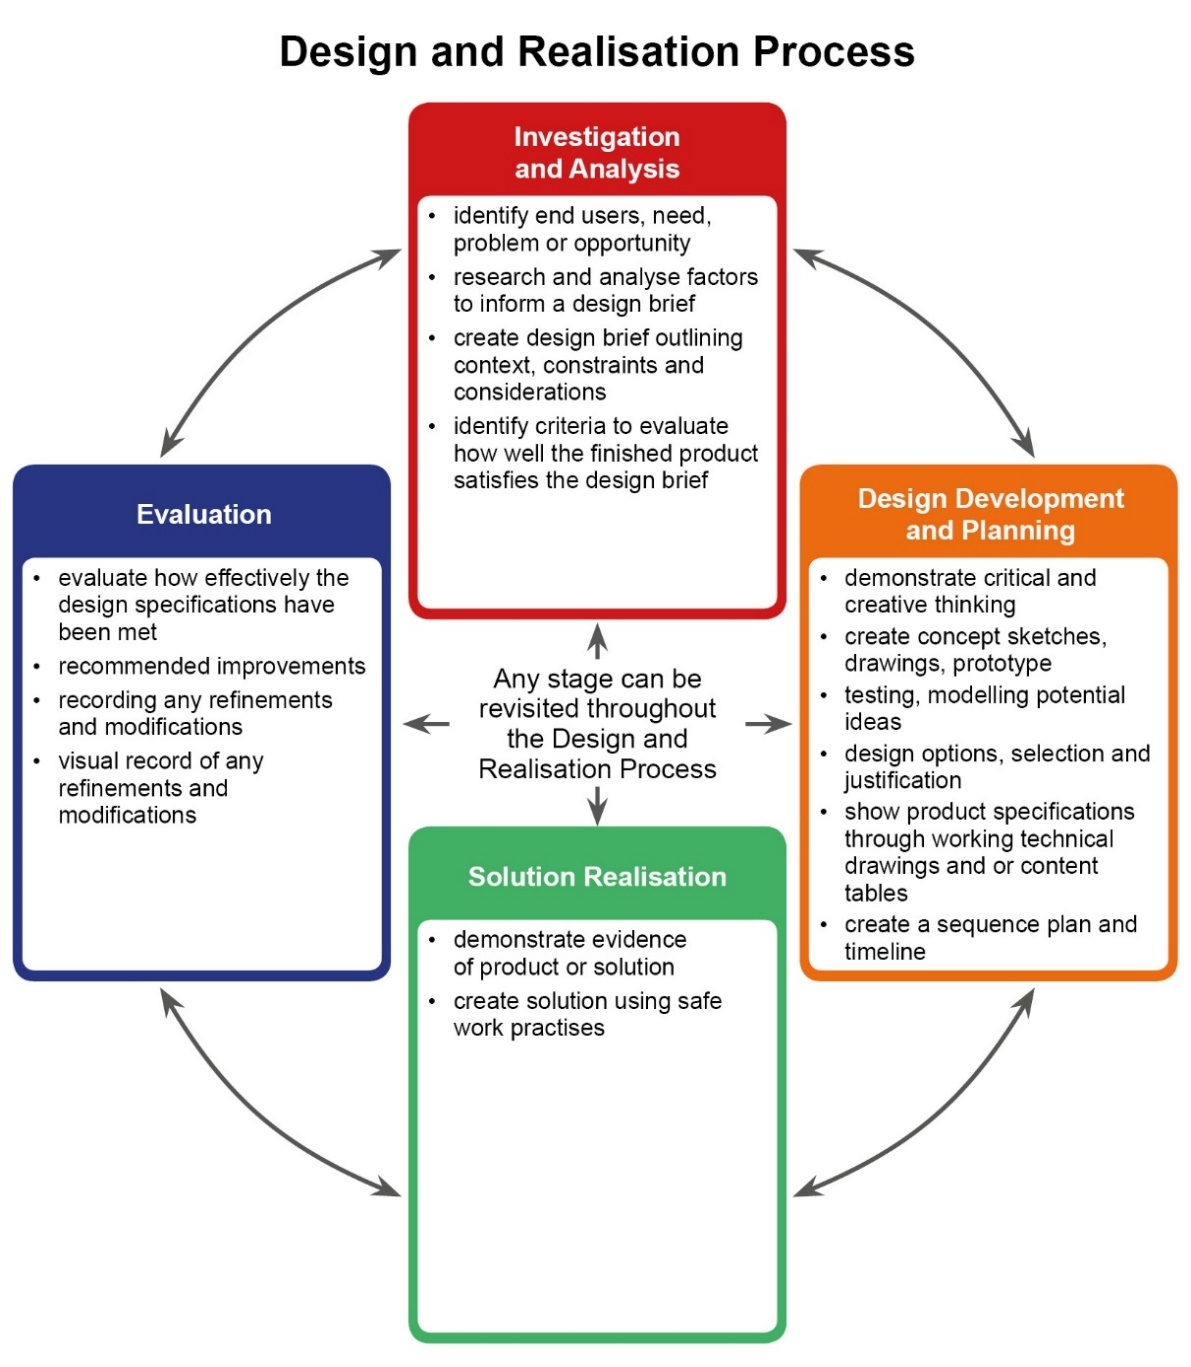 Design and Realisation Process
Investigation
and Analysis
• identify end users, need,
problem or opportunity
• research and analyse factors
to inform a design brief
• create design brief outlining
context, constraints and
considerations
• identify criteria to evaluate
how well the finished product
satisfies the design brief
Design Development
and Planning
• demonstrate critical and
creative thinking
• create concept sketches,
drawings, prototype
• testing, modelling potential
ideas
• design options, selection and
justification
• show product specifications
through working technical
drawings and or content
tables
• create a sequence plan and
timeline
Solution Realisation
• demonstrate evidence
of product or solution
• create solution using safe
work practises
Evaluation
• evaluate how effectively the
design specifications have
been met
• recommended improvements
• recording any refinements
and modifications
• visual record of any
refinements and
modifications
Any stage can be
revisited throughout
the Design and
Realisation Process